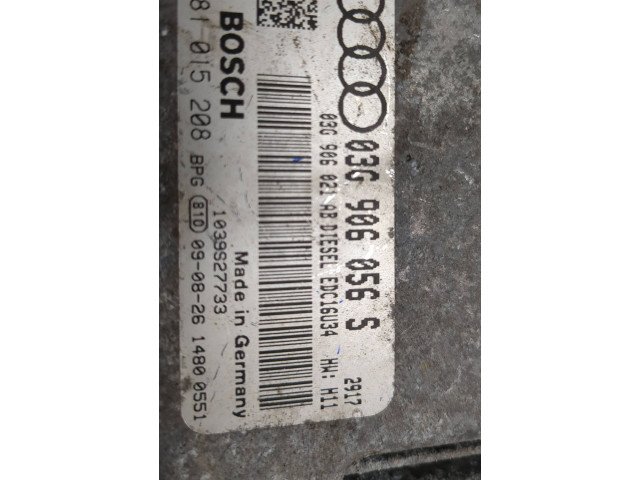 03G 906 056 S
2917
03G 906 021 AB DIESEL EDC16U34 HW: H11
BOSCH
Made in Germany
1039S27733
81 015 208 BPG 810 09-08-26 1480 0551